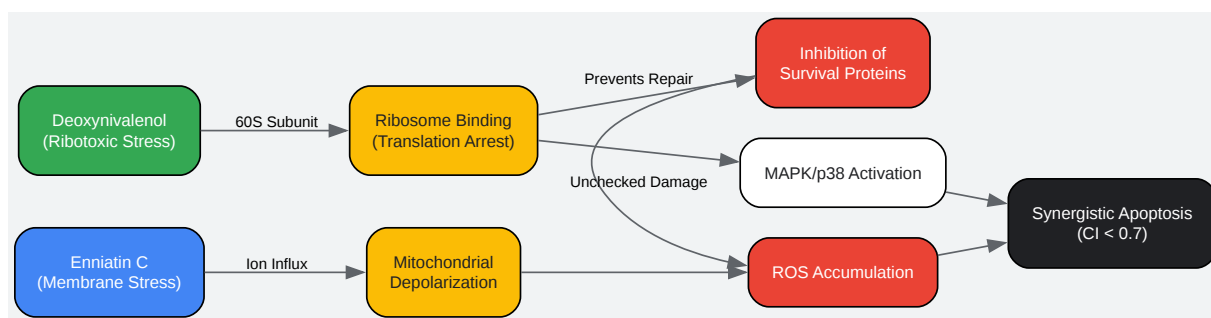 Deoxynivalenol
(Ribotoxic Stress)
60S Subunit
Ribosome Binding
(Translation Arrest)
Prevents Repair
Inhibition of
Survival Proteins
MAPK/p38 Activation
Unchecked Damage
Enniatin C
(Membrane Stress)
Ion Influx
Mitochondrial
Depolarization
ROS Accumulation
Synergistic Apoptosis
(CI < 0.7)